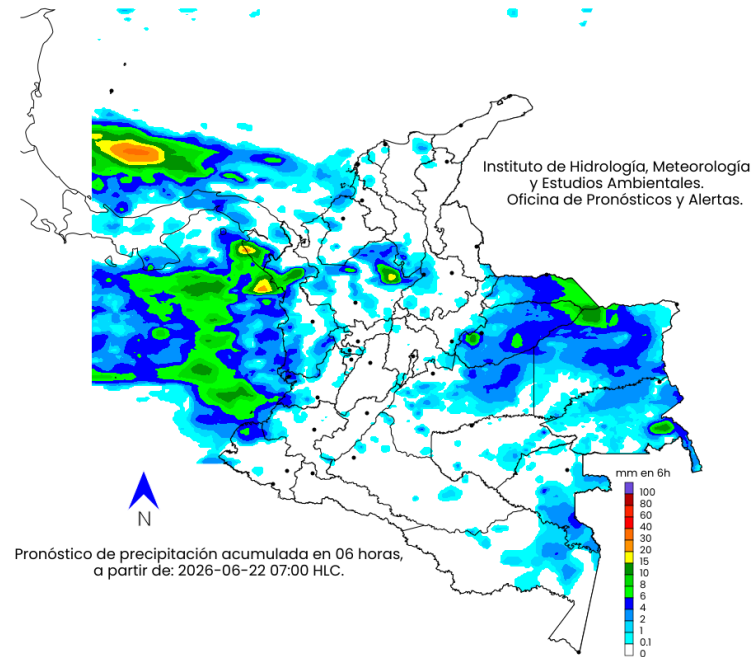 Instituto de Hidrología, Meteorología
y Estudios Ambientales.
Oficina de Pronósticos y Alertas.
N
Pronóstico de precipitación acumulada en 06 horas,
a partir de: 2026-06-22 07:00 HLC.
mm en 6h
100
80
60
40
30
20
15
10
8
6
4
2
1
0.1
0